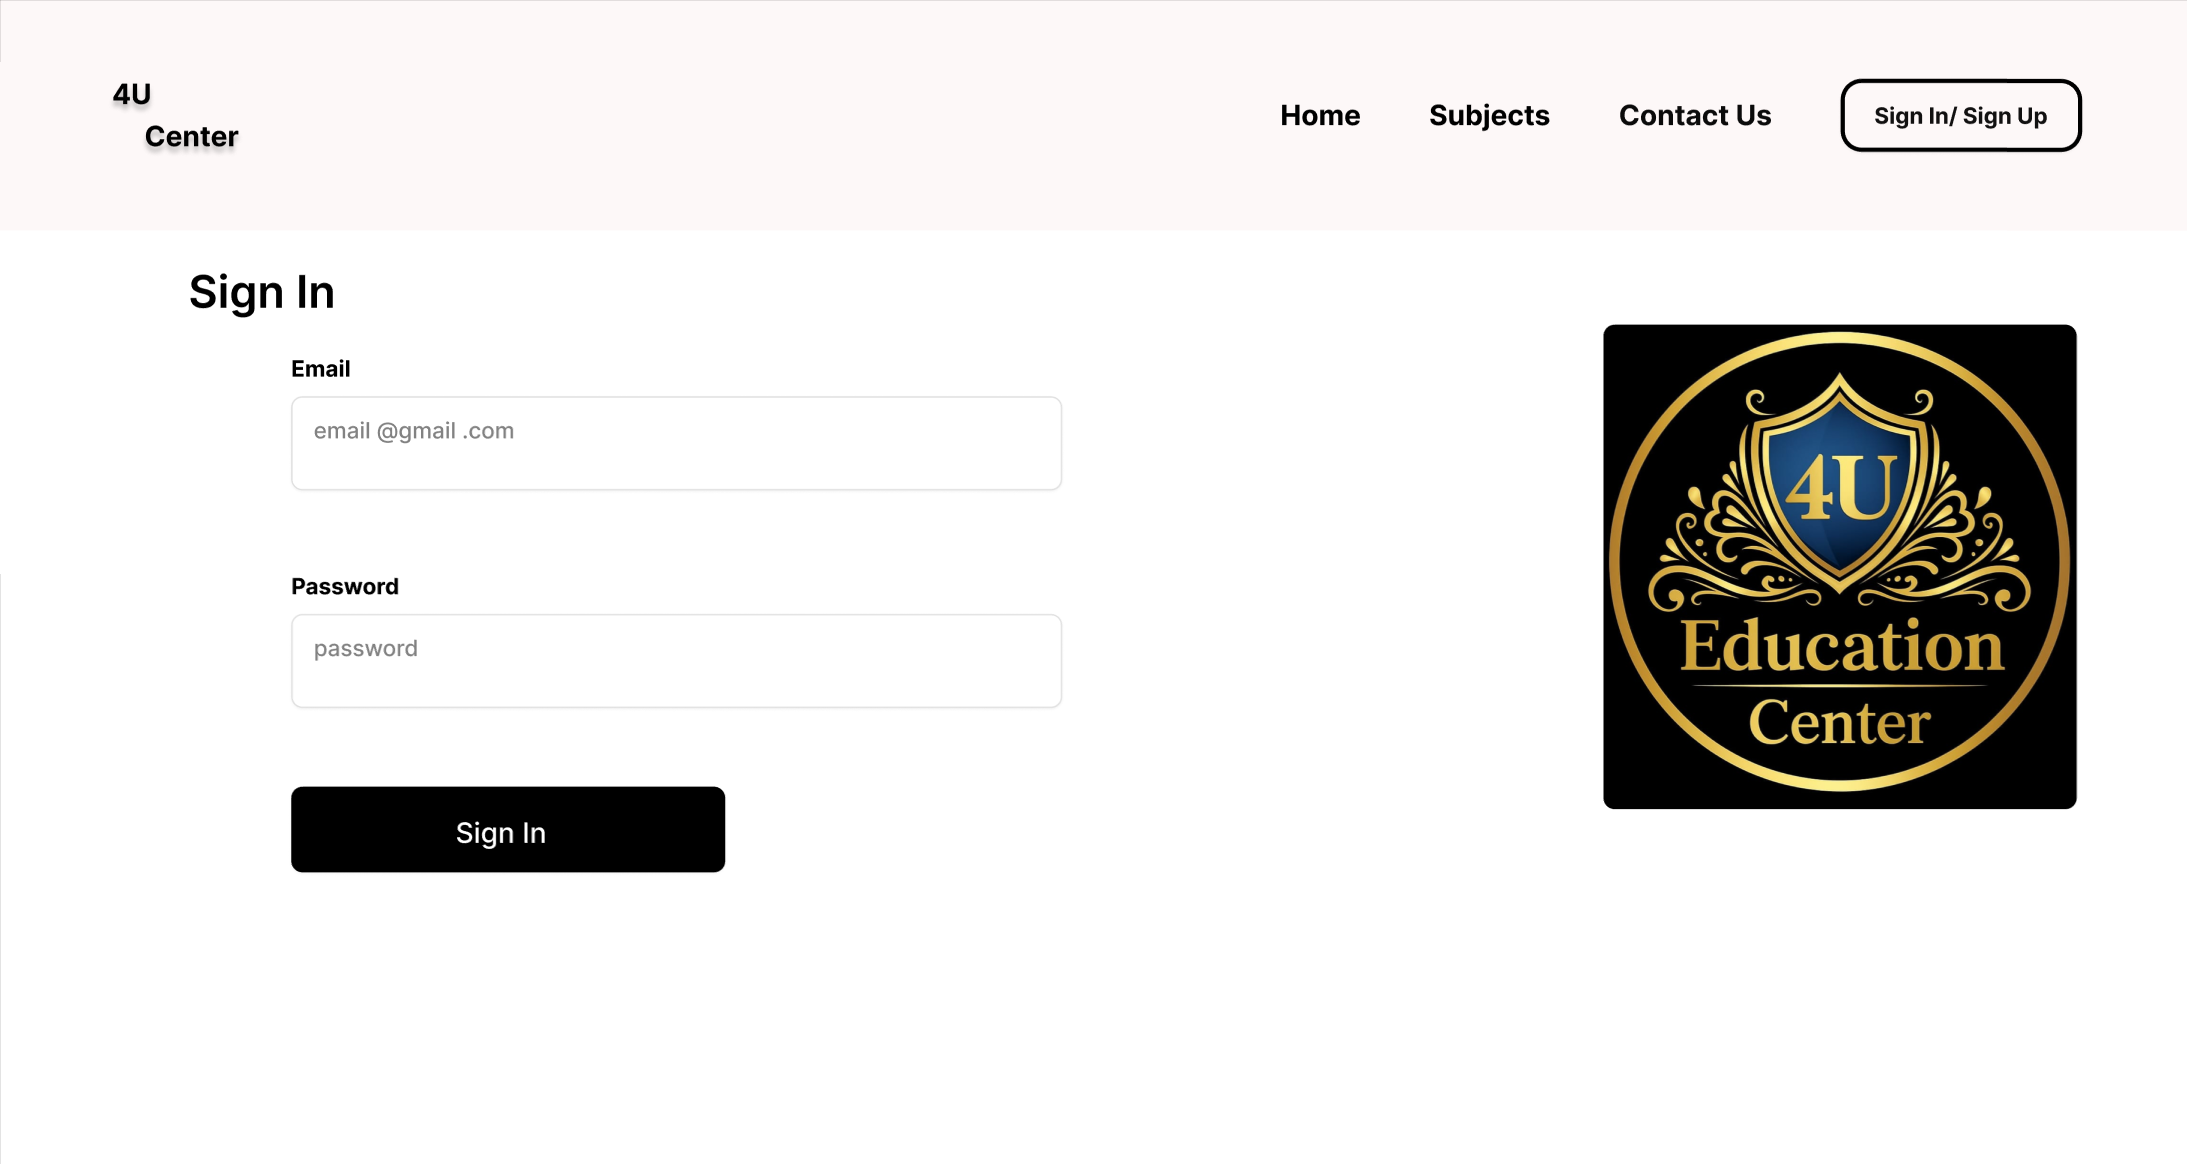 4U
Center
Home
Subjects
Contact Us
Sign In/ Sign Up
Sign In
Email
email @gmail .com
Password
password
Sign In
4U
Education
Center